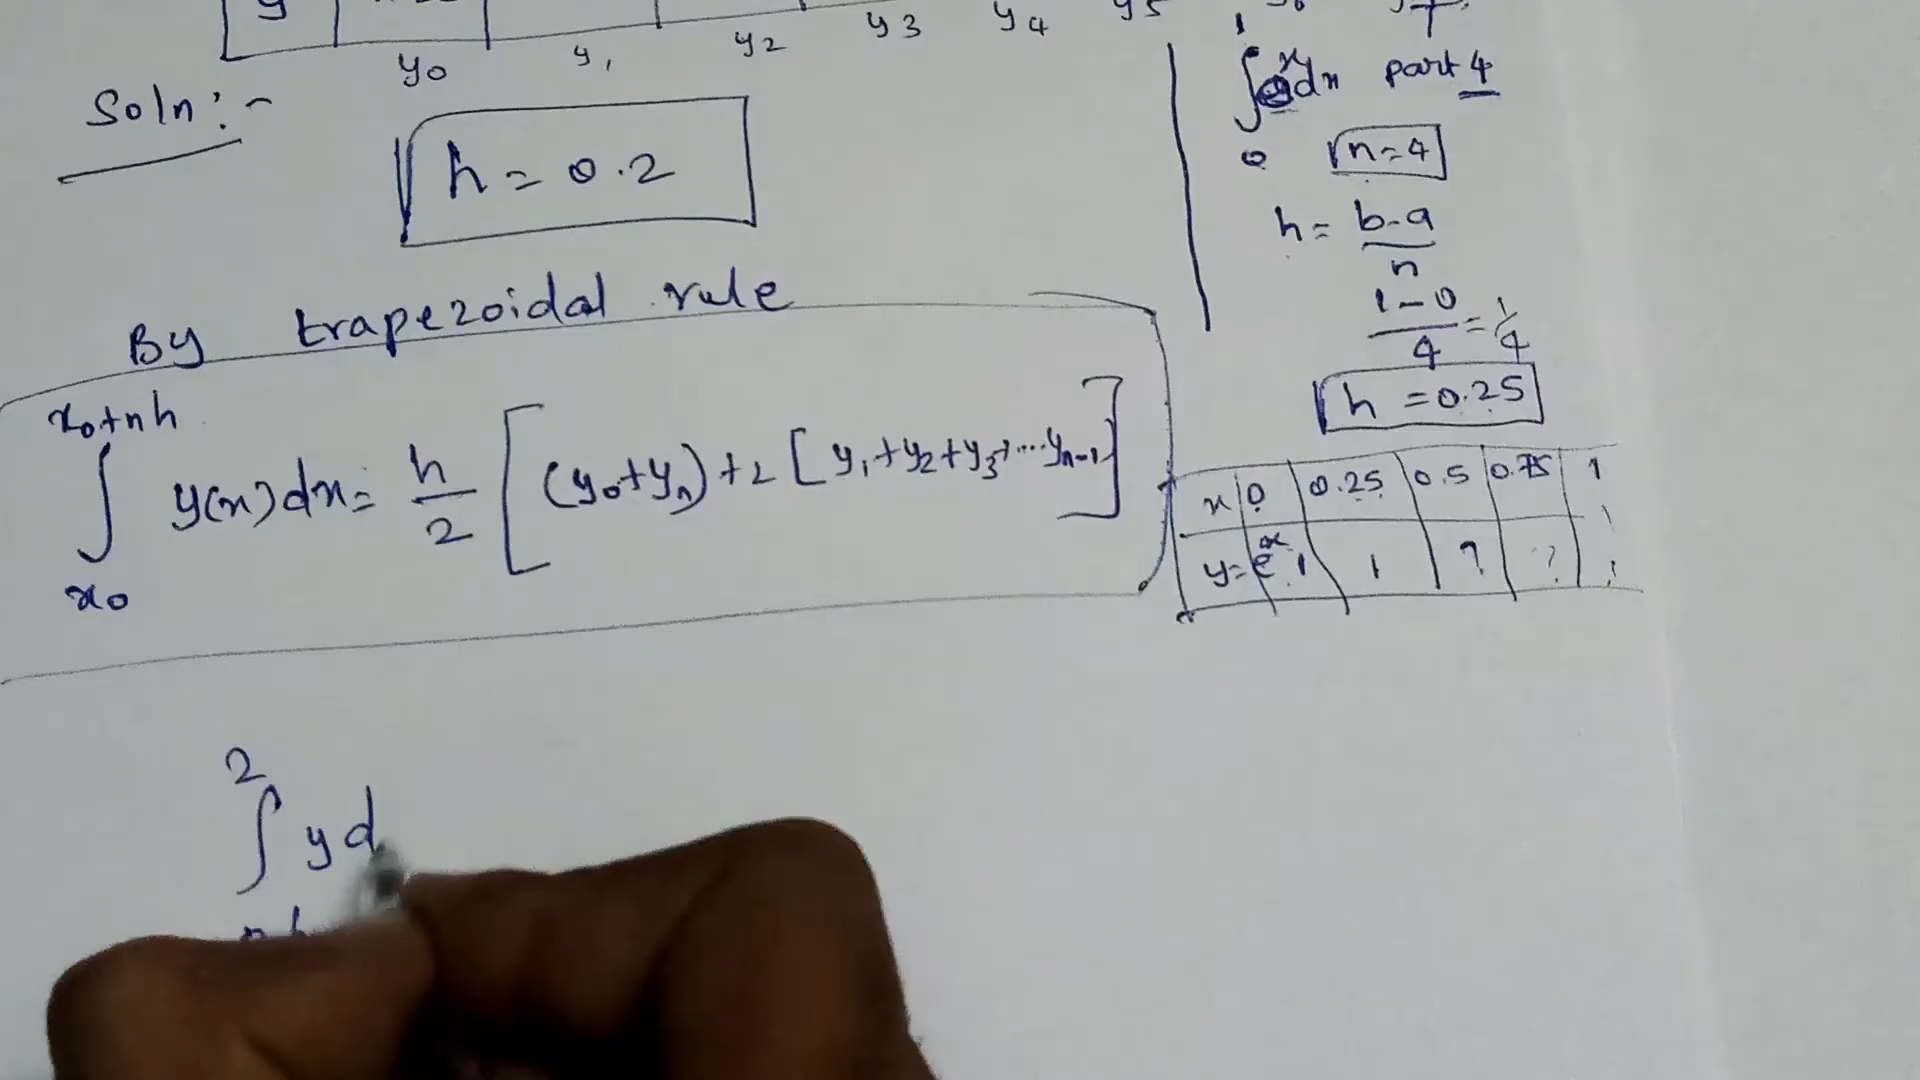 y
y0 y1 y2 y3 y4 y5
Soln:-
h = 0.2
By trapezoidal rule
x0+nh
∫ y(x)dx = h/2 [(y0+yn)+2[y1+y2+y3+....yn-1]
x0
2
∫ y d
1
∫ e^x dx part 4
0 n=4
h = b-a/n
1-0/4 = 1/4
h = 0.25
x 0 0.25 0.5 0.75 1
y=e^x 1 1 ? ?